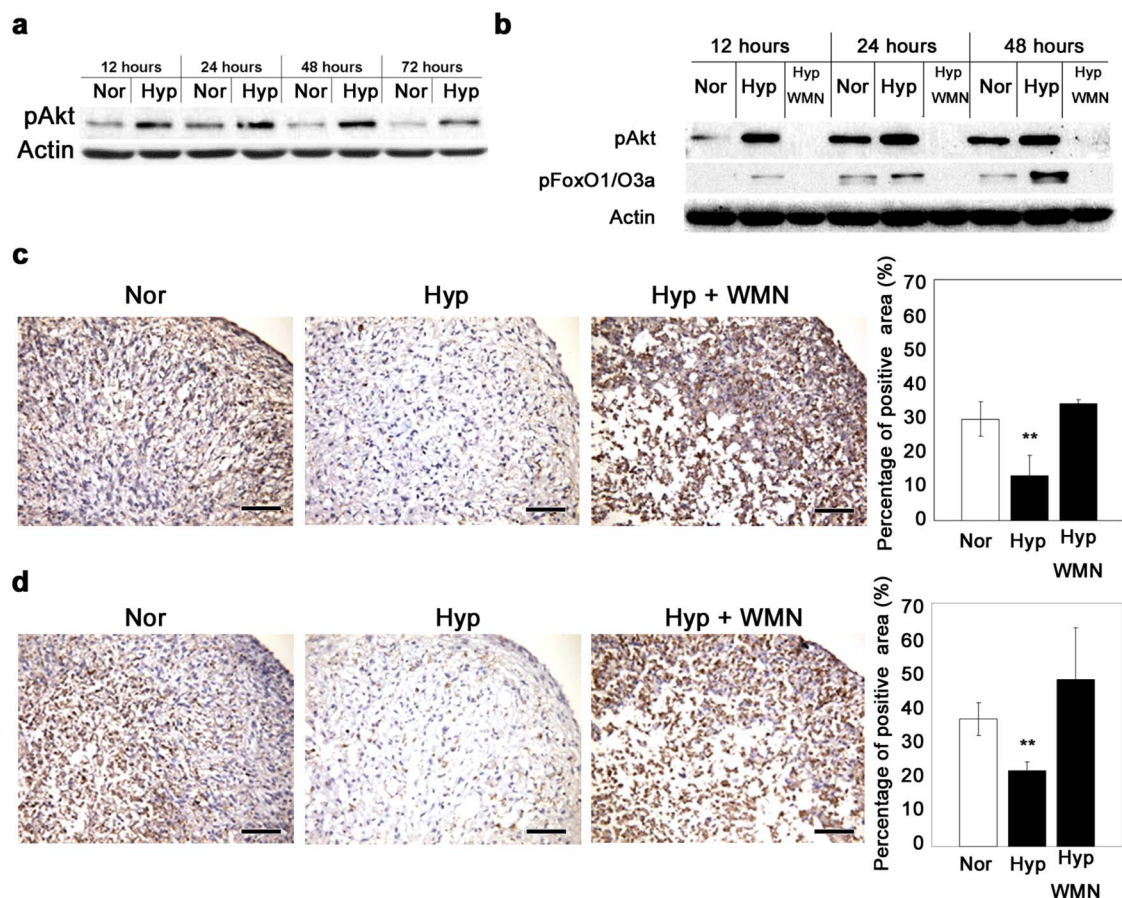 a
12 hours 24 hours 48 hours 72 hours
Nor Hyp Nor Hyp Nor Hyp Nor Hyp
pAkt
Actin
b
12 hours 24 hours 48 hours
Nor Hyp Hyp WMN Nor Hyp Hyp WMN Nor Hyp Hyp WMN
pAkt
pFoxO1/O3a
Actin
c
Nor Hyp Hyp + WMN
Percentage of positive area (%)
70
60
50
40
30
20
10
0
**
Nor Hyp Hyp
WMN
d
Nor Hyp Hyp + WMN
Percentage of positive area (%)
70
60
50
40
30
20
10
0
**
Nor Hyp Hyp
WMN